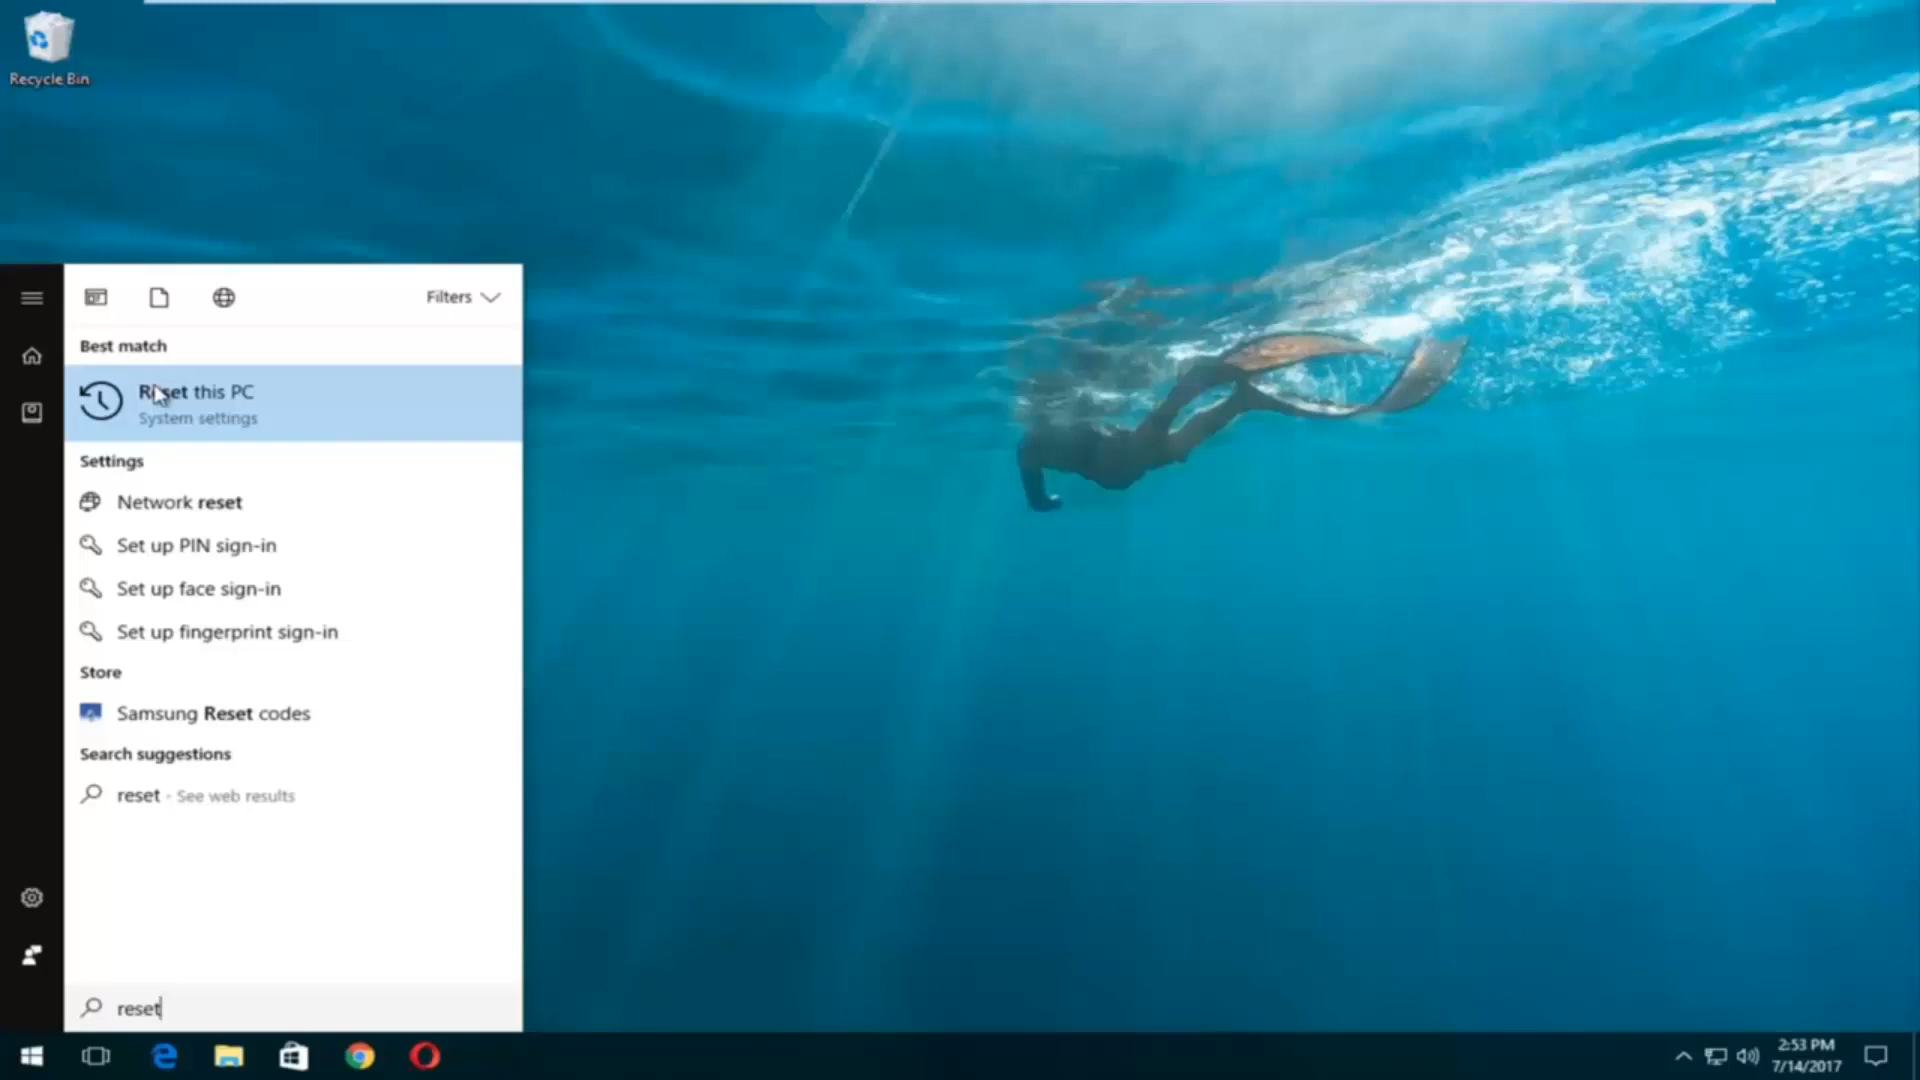 Recycle Bin
Filters
Best match
Reset this PC
System settings
Settings
Network reset
Set up PIN sign-in
Set up face sign-in
Set up fingerprint sign-in
Store
Samsung Reset codes
Search suggestions
reset - See web results
reset
2:53 PM
7/14/2017